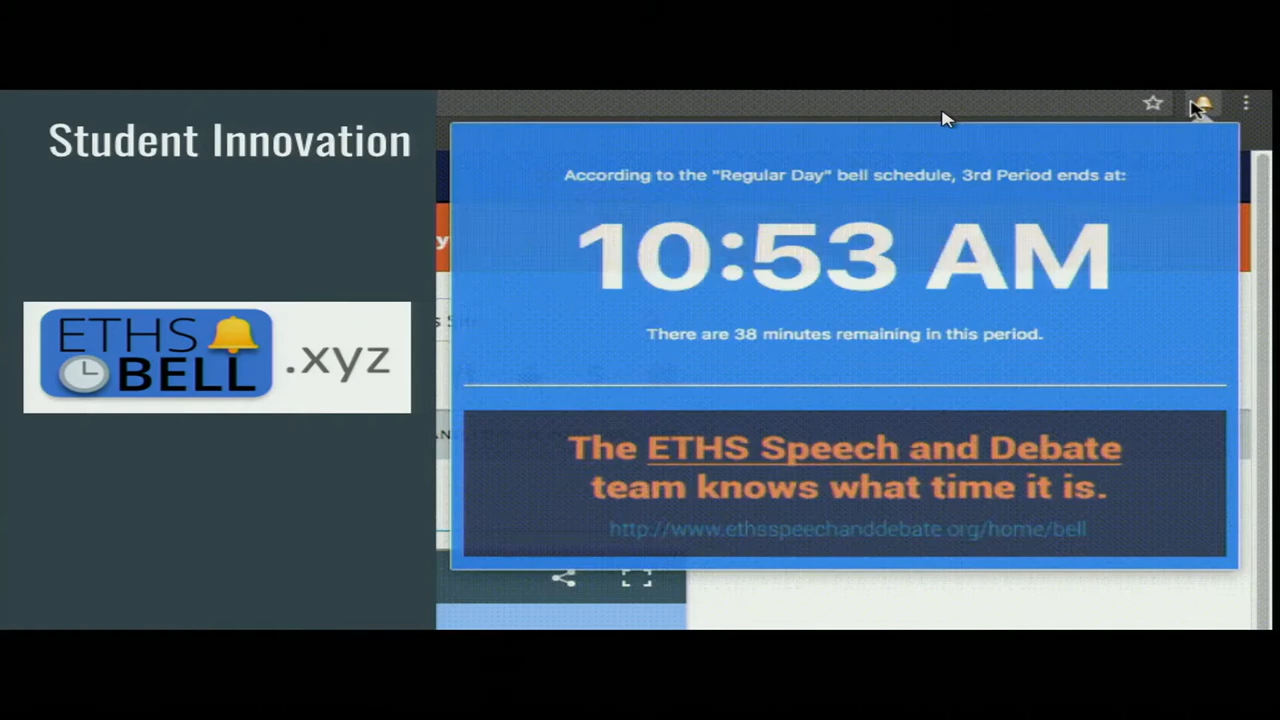 Student Innovation
ETHS
BELL
.xyz
According to the "Regular Day" bell schedule, 3rd Period ends at:
10:53 AM
There are 38 minutes remaining in this period.
The ETHS Speech and Debate
team knows what time it is.
http://www.ethsspeechanddebate.org/home/bell